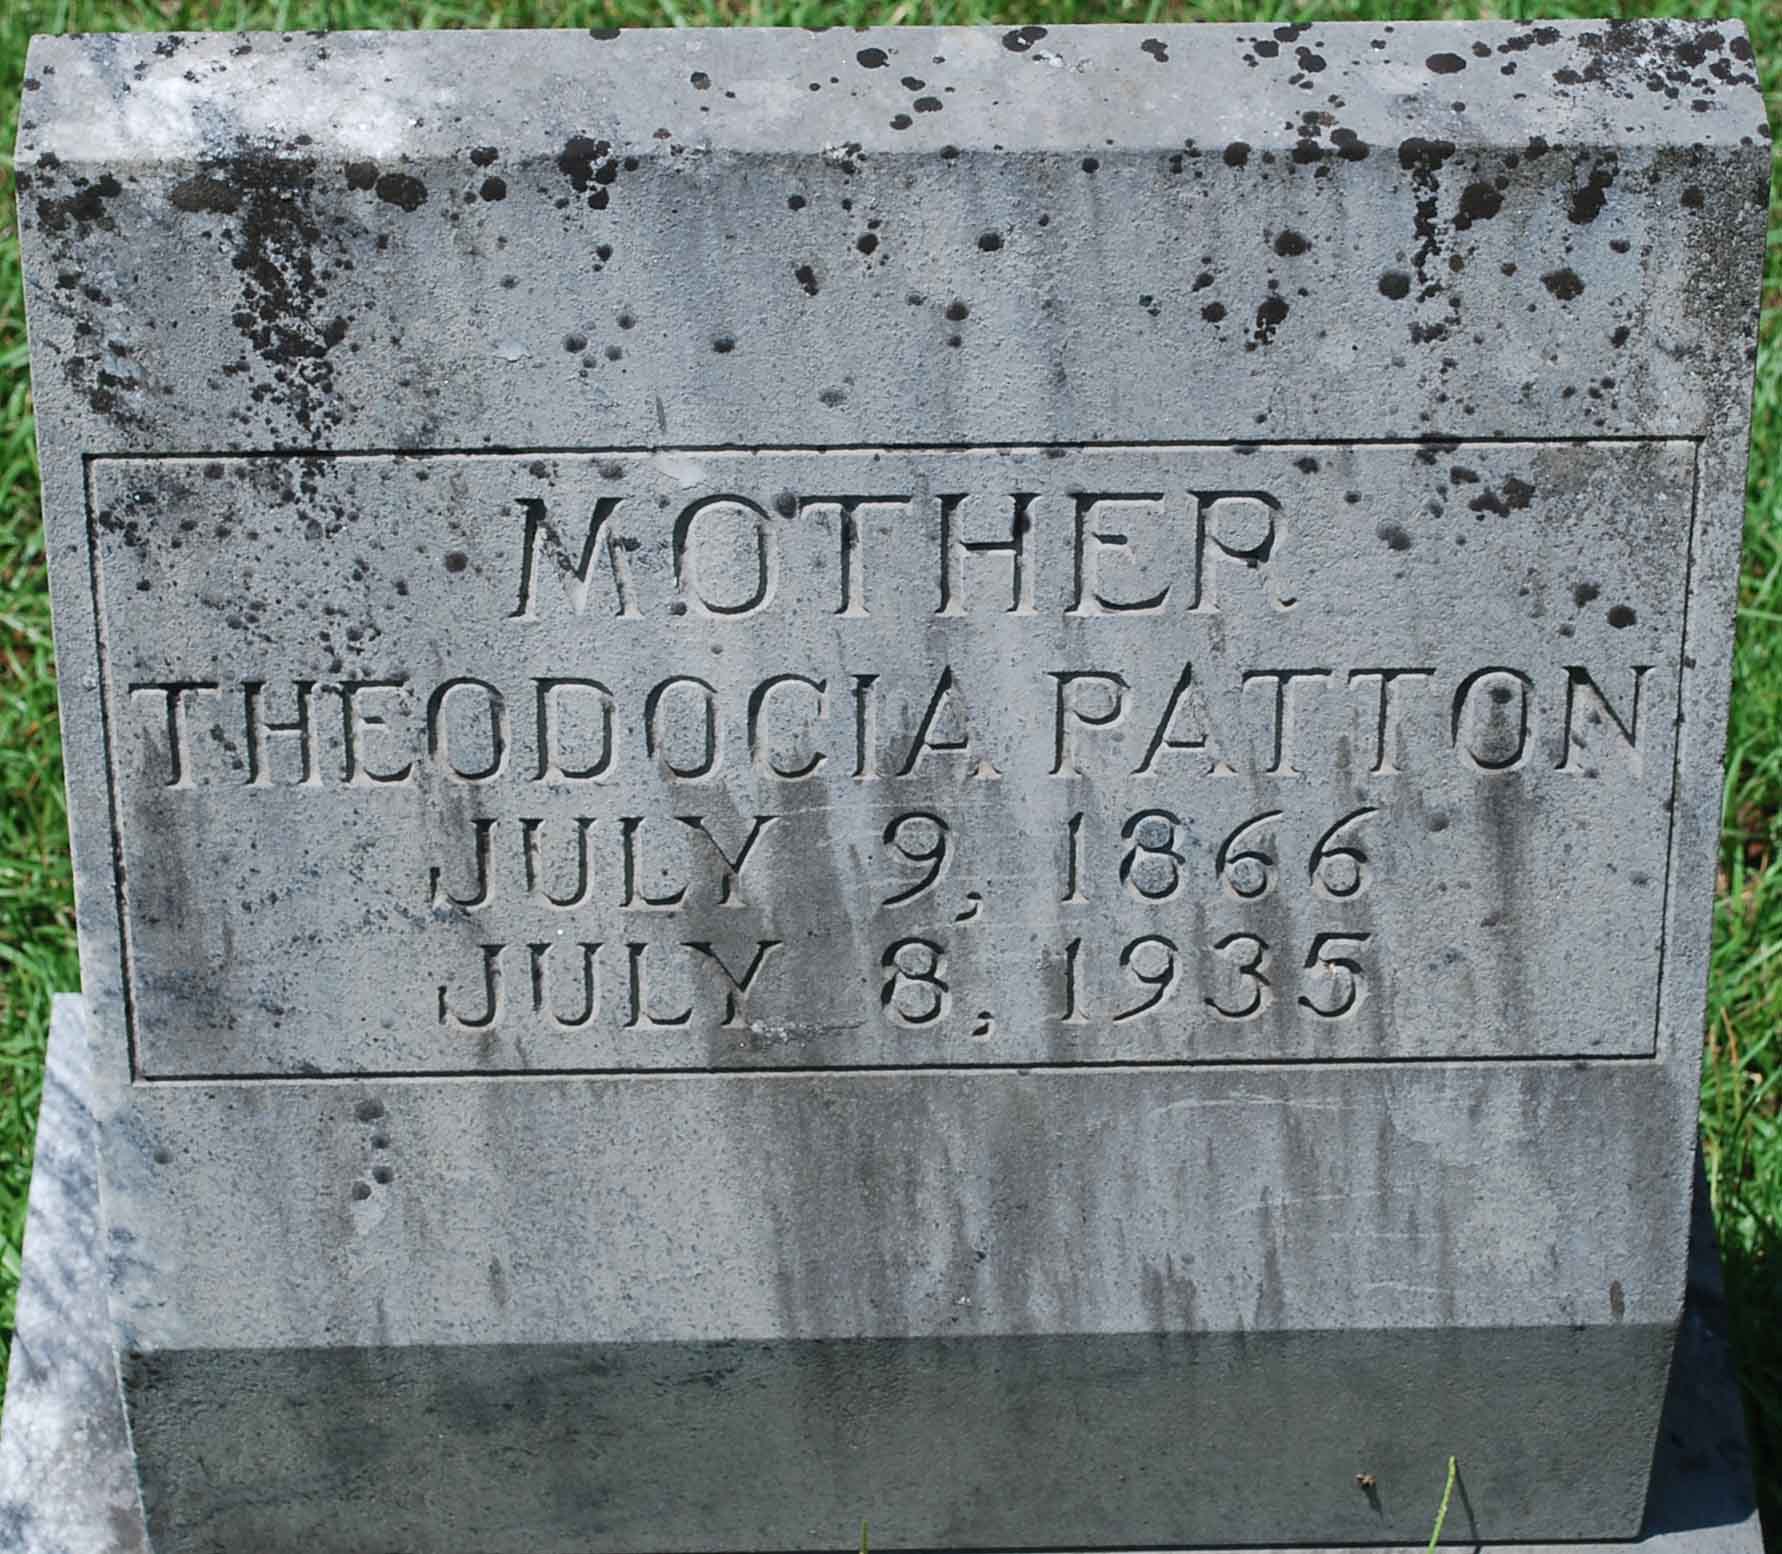 MOTHER
THEODOCIA PATTON
JULY 9, 1866
JULY 8, 1935